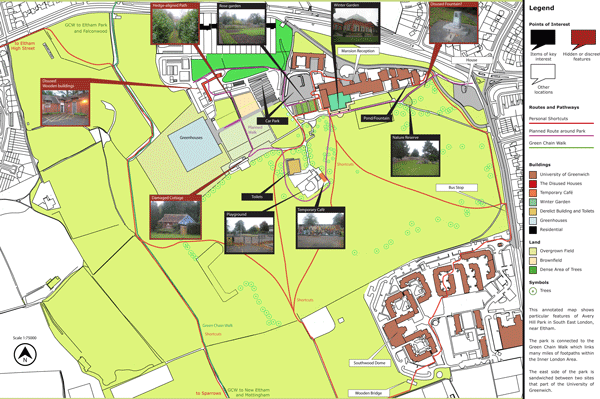 GCW to Eltham Park
and Falconwood
to Eltham
High Street
Hedge-aligned Path
Rose garden
Winter Garden
Disused Fountain?
Mansion Reception
House
Disused
Wooden buildings
Car Park
Pond/Fountain
Greenhouses
Nature Reserve
Shortcuts
Bus Stop
Damaged Cottage
Toilets
Playground
Temporary Café
Shortcuts
Green Chain Walk
Shortcuts
Scale 1:75000
N
Southwood Dome
Wooden Bridge
to Sparrows
GCW to New Eltham
and Mottingham
Legend
Points of Interest
Items of key
interest
Hidden or discreet
features
Other
locations
Routes and Pathways
Personal Shortcuts
Planned Route around Park
Green Chain Walk
Buildings
University of Greenwich
The Disused Houses
Temporary Café
Winter Garden
Derelict Building and Toilets
Greenhouses
Residential
Land
Overgrown Field
Brownfield
Dense Area of Trees
Symbols
Trees
This annotated map shows
particular features of Avery
Hill Park in South East London,
near Eltham.
The park is connected to the
Green Chain Walk which links
many miles of footpaths within
the Inner London Area.
The east side of the park is
sandwiched between two sites
that part of the University of
Greenwich.